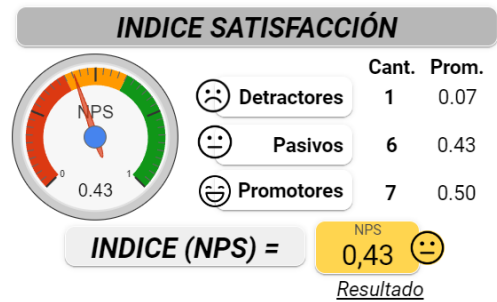 INDICE SATISFACCIÓN
Cant. Prom.
Detractores 1 0.07
NPS
Pasivos 6 0.43
0 1
0.43
Promotores 7 0.50
INDICE (NPS) =
NPS
0,43
Resultado